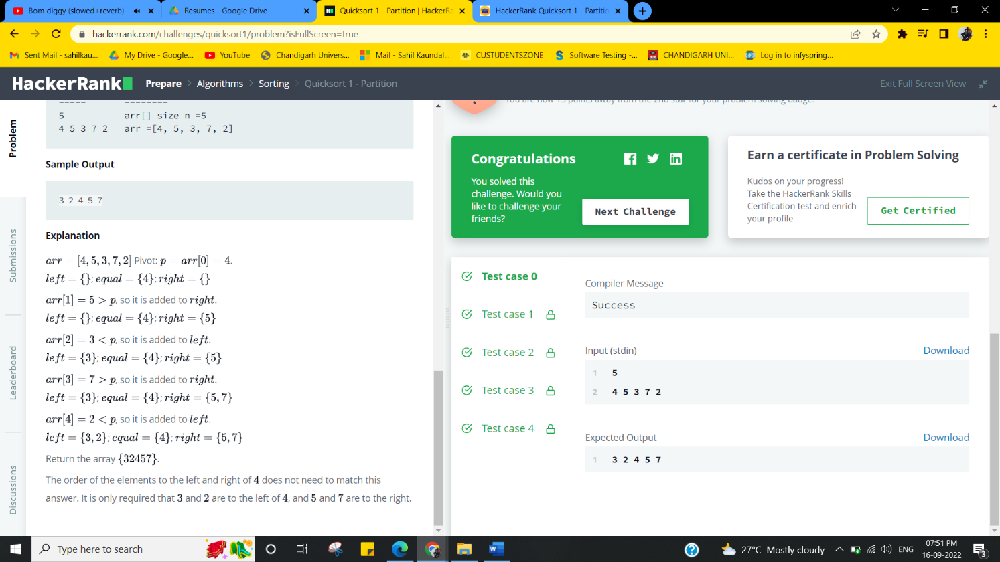 Bom diggy (slowed+reverb)
Resumes - Google Drive
Quicksort 1 - Partition | HackerRa
HackerRank Quicksort 1 - Partitio
hackerrank.com/challenges/quicksort1/problem?isFullScreen=true
Sent Mail - sahilkau...
My Drive - Google...
YouTube
Chandigarh Univers...
Mail - Sahil Kaundal...
CUSTUDENTSZONE
Software Testing -...
CHANDIGARH UNI...
Log in to infyspring...
HackerRank
Prepare > Algorithms > Sorting > Quicksort 1 - Partition
Exit Full Screen View
Problem
Submissions
Leaderboard
Discussions
----- --------
5 arr[] size n =5
4 5 3 7 2 arr =[4, 5, 3, 7, 2]
Sample Output
3 2 4 5 7
Explanation
arr = [4, 5, 3, 7, 2] Pivot: p = arr[0] = 4.
left = {}; equal = {4}; right = {}
arr[1] = 5 > p, so it is added to right.
left = {}; equal = {4}; right = {5}
arr[2] = 3 < p, so it is added to left.
left = {3}; equal = {4}; right = {5}
arr[3] = 7 > p, so it is added to right.
left = {3}; equal = {4}; right = {5, 7}
arr[4] = 2 < p, so it is added to left.
left = {3, 2}; equal = {4}; right = {5, 7}
Return the array {32457}.
The order of the elements to the left and right of 4 does not need to match this
answer. It is only required that 3 and 2 are to the left of 4, and 5 and 7 are to the right.
You are now 15 points away from the 2nd star for your problem solving badge.
Congratulations
You solved this
challenge. Would you
like to challenge your
friends?
Next Challenge
Earn a certificate in Problem Solving
Kudos on your progress!
Take the HackerRank Skills
Certification test and enrich
your profile
Get Certified
Test case 0
Test case 1
Test case 2
Test case 3
Test case 4
Compiler Message
Success
Input (stdin)
Download
1 5
2 4 5 3 7 2
Expected Output
Download
1 3 2 4 5 7
Type here to search
27°C Mostly cloudy
ENG
07:51 PM
16-09-2022
3